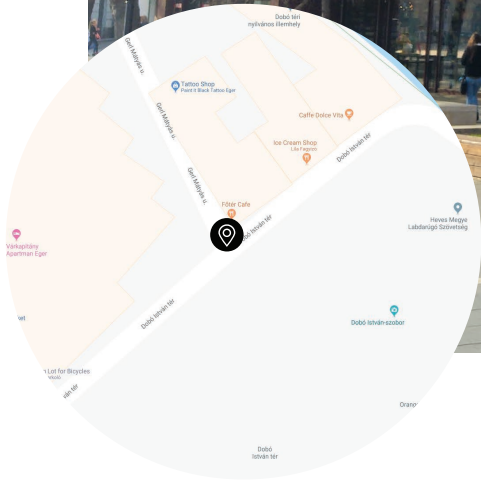 Dobó téri
nyilvános illemhely
Gerl Mátyás u.
Tattoo Shop
Paint it Black Tattoo Eger
Gerl Mátyás u.
Caffe Dolce Vita
Ice Cream Shop
Lila Fagyizó
Dobó István tér
Gerl Mátyás u.
Főtér Cafe
Dobó István tér
Heves Megye
Labdarúgó Szövetség
Várkapitány
Apartman Eger
Dobó István tér
Dobó István-szobor
Lot for Bicycles
István tér
Dobó
István tér